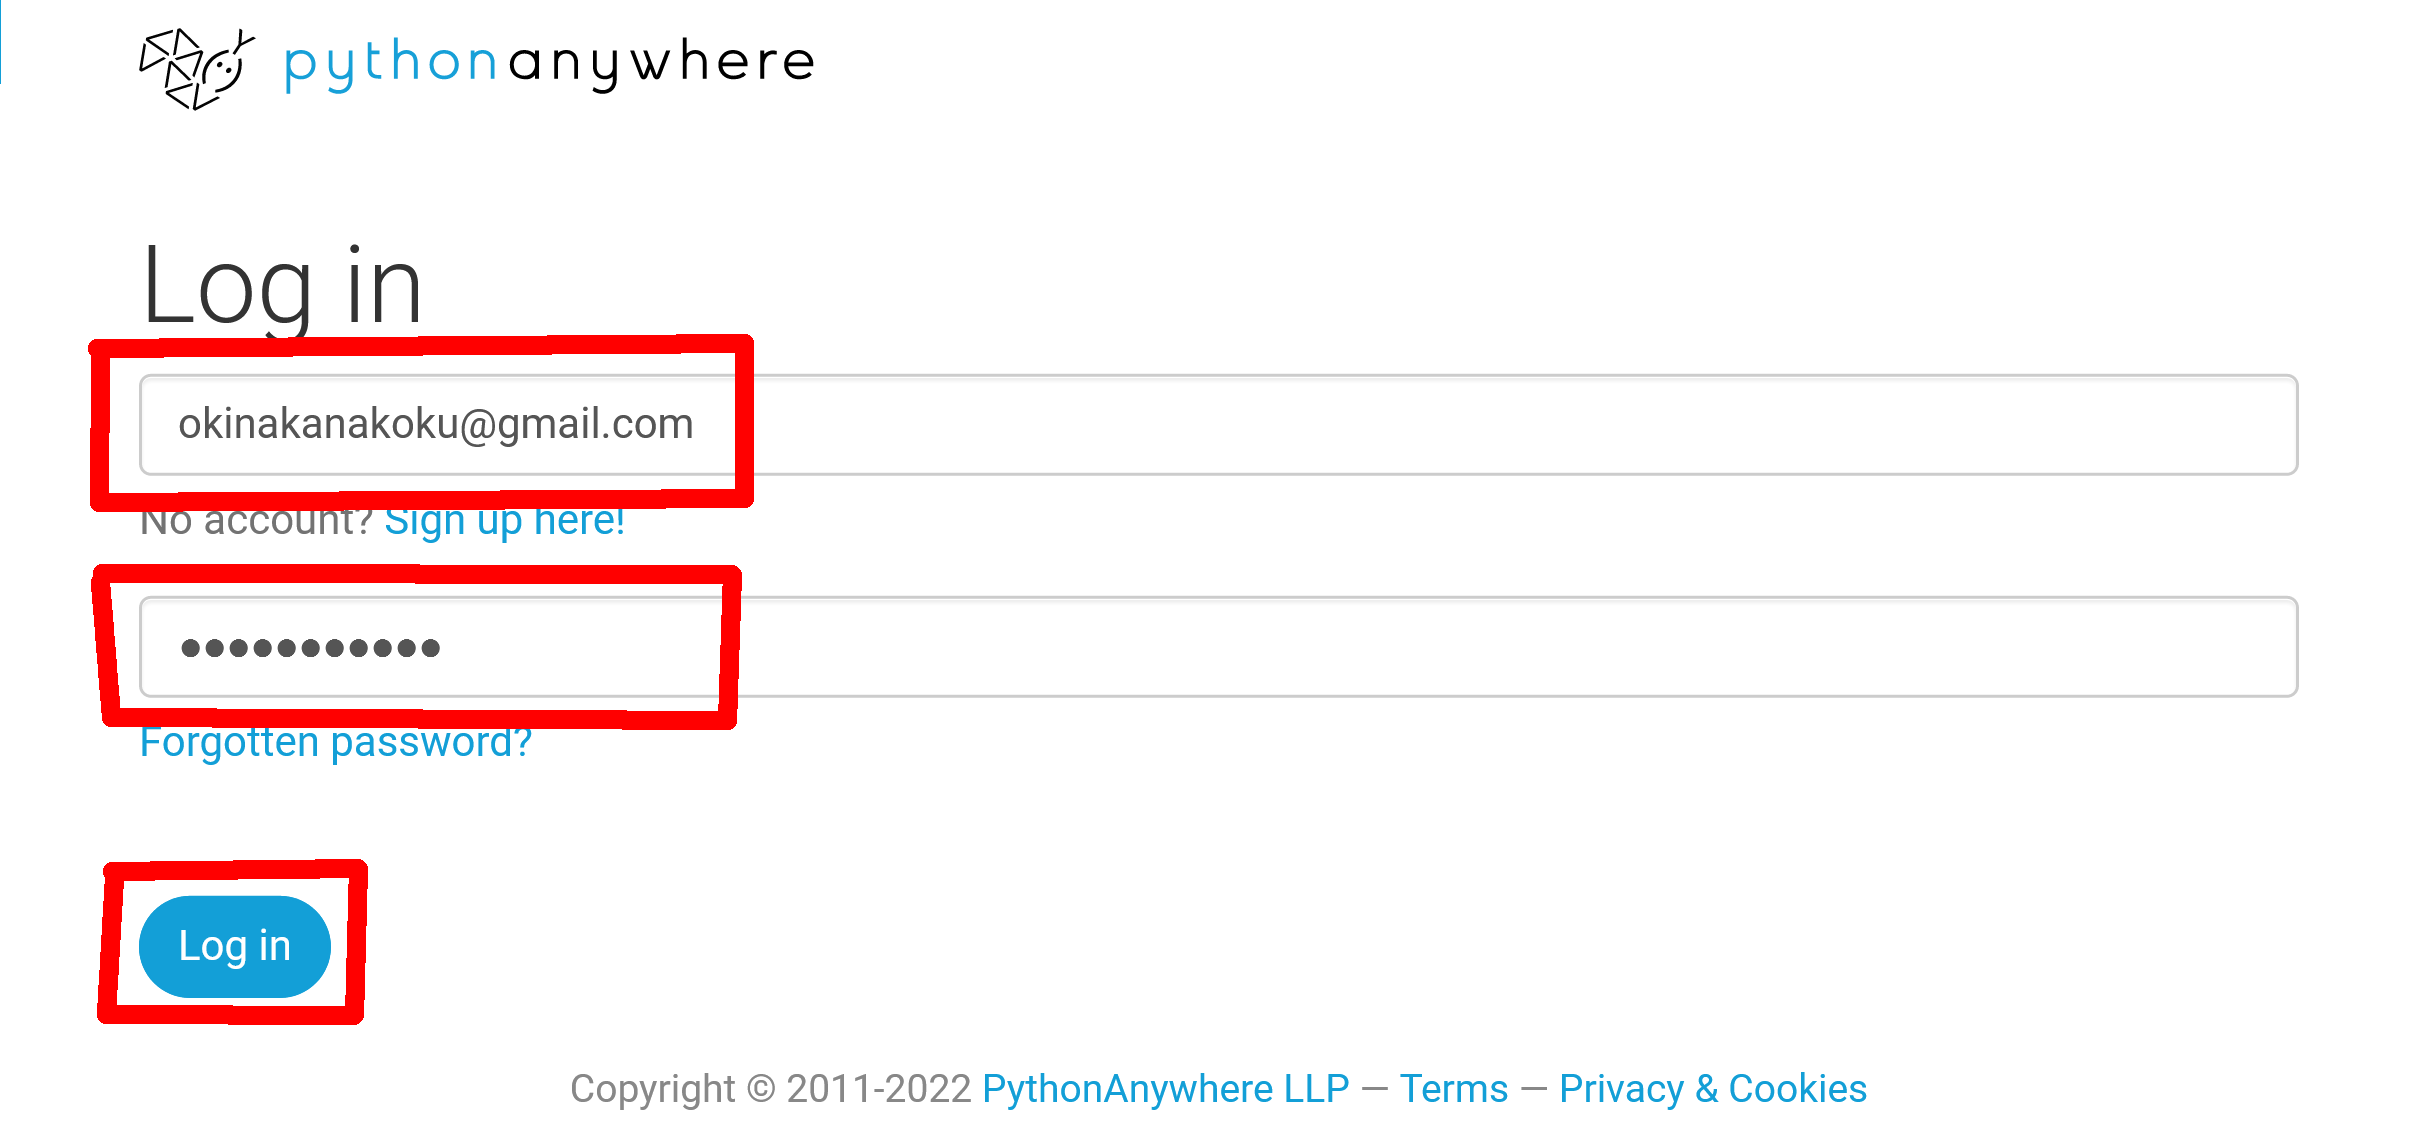 pythonanywhere
Log in
okinakanakoku@gmail.com
No account? Sign up here!
•••••••••••
Forgotten password?
Log in
Copyright © 2011-2022 PythonAnywhere LLP — Terms — Privacy & Cookies